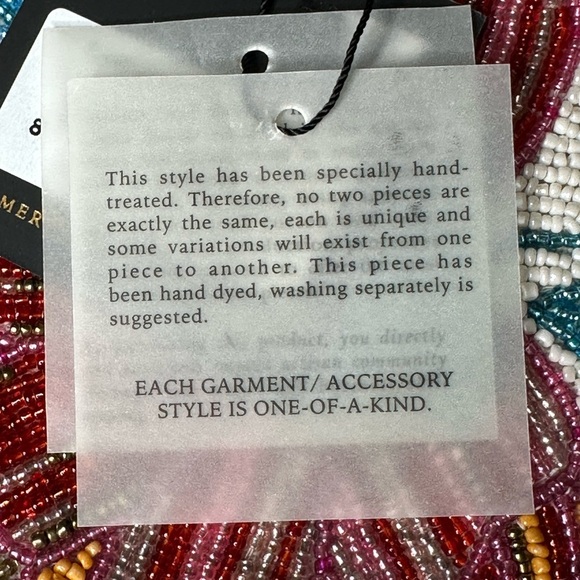 &
MER
This style has been specially hand-
treated. Therefore, no two pieces are
exactly the same, each is unique and
some variations will exist from one
piece to another. This piece has
been hand dyed, washing separately is
suggested.
product, you directly
community
EACH GARMENT/ ACCESSORY
STYLE IS ONE-OF-A-KIND.